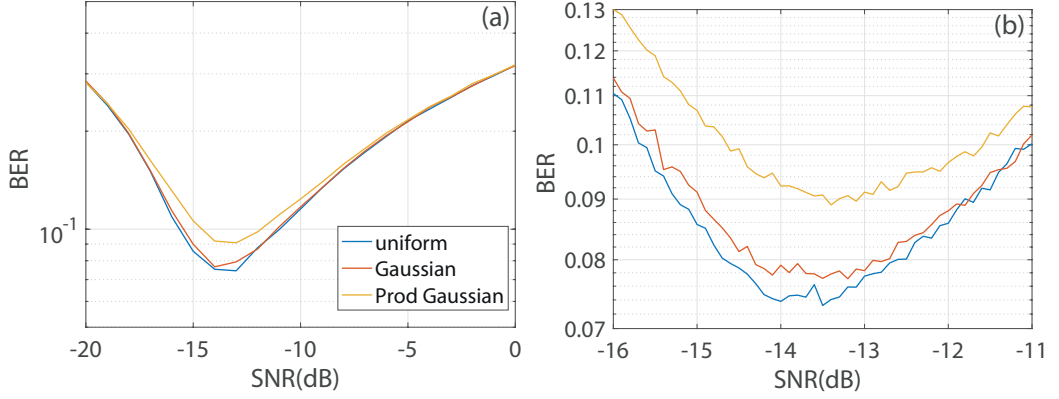 (a)
BER
10-1
uniform
Gaussian
Prod Gaussian
-20 -15 -10 -5 0
SNR(dB)
(b)
BER
0.13
0.12
0.11
0.1
0.09
0.08
0.07
-16 -15 -14 -13 -12 -11
SNR(dB)